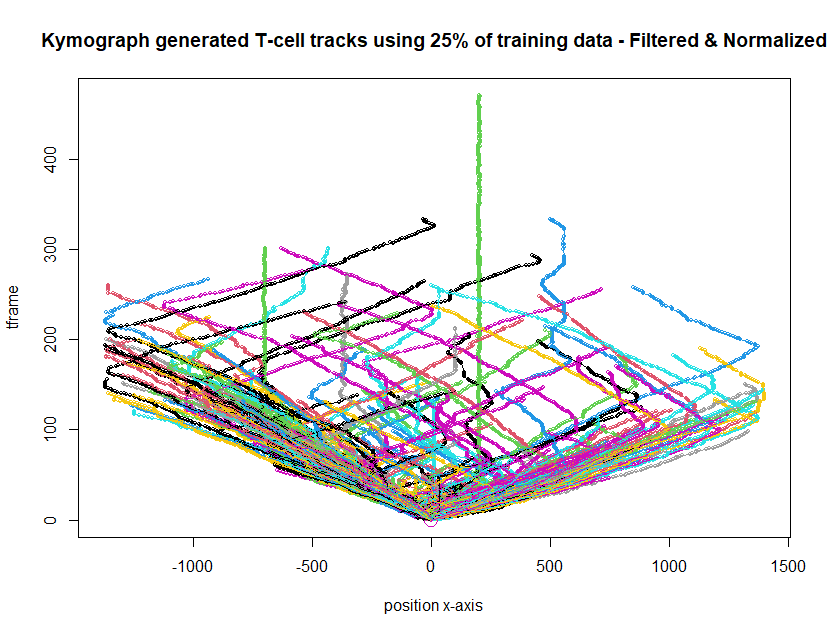 Kymograph generated T-cell tracks using 25% of training data - Filtered & Normalized
400
300
200
100
0
tframe
-1000 -500 0 500 1000 1500
position x-axis